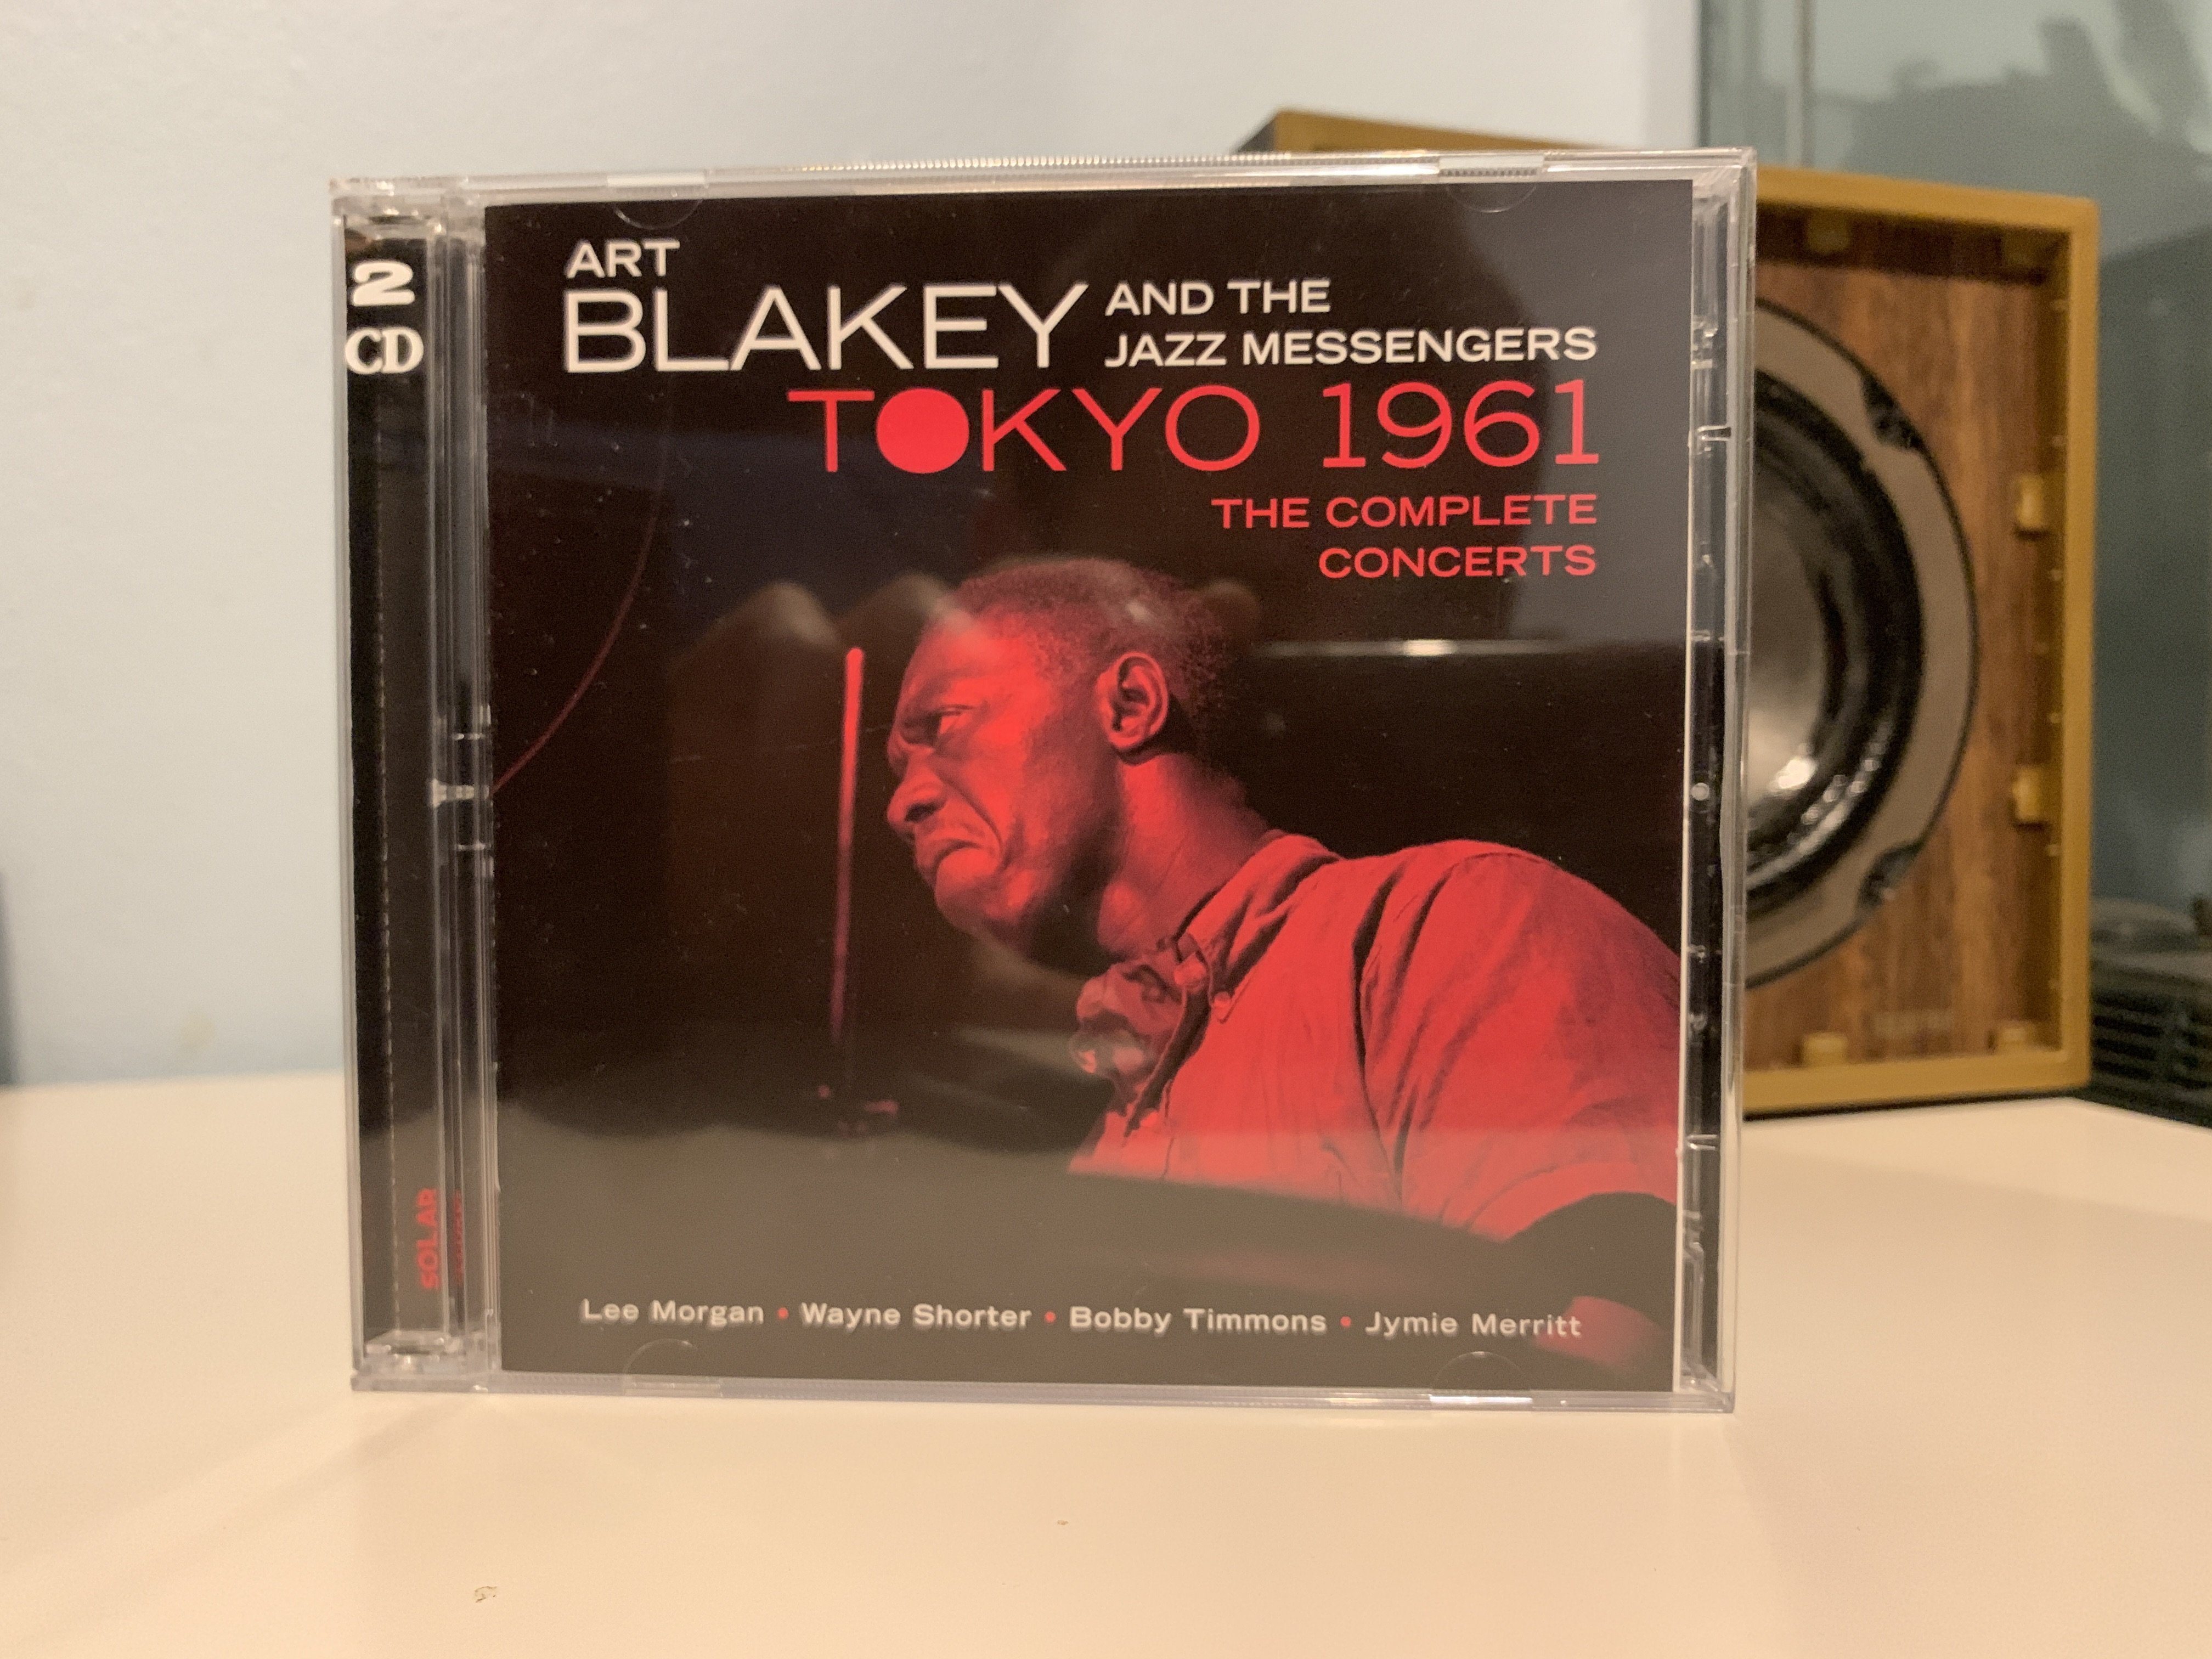 2
CD
ART
BLAKEY AND THE
JAZZ MESSENGERS
TOKYO 1961
THE COMPLETE
CONCERTS
SOLAR
Lee Morgan • Wayne Shorter • Bobby Timmons • Jymie Merritt